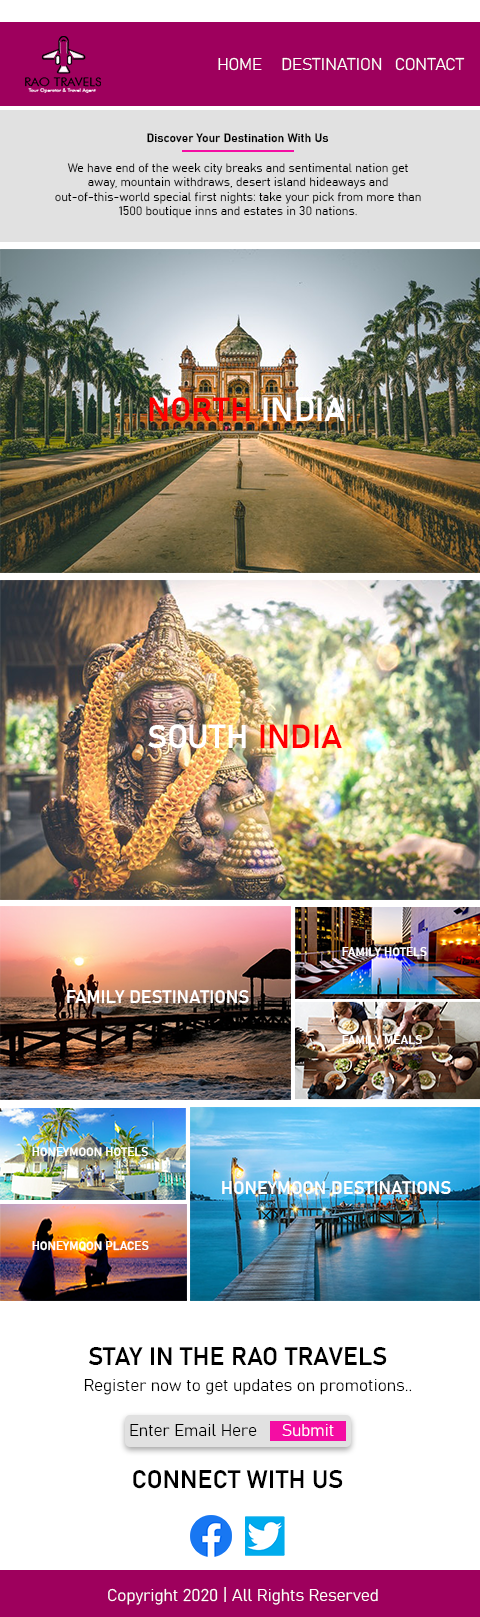 RAO TRAVELS
Tour Operator & Travel Agent
HOME DESTINATION CONTACT
Discover Your Destination With Us
We have end of the week city breaks and sentimental nation get
away, mountain withdraws, desert island hideaways and
out-of-this-world special first nights: take your pick from more than
1500 boutique inns and estates in 30 nations.
NORTH INDIA
SOUTH INDIA
FAMILY DESTINATIONS
FAMILY HOTELS
FAMILY MEALS
HONEYMOON HOTELS
HONEYMOON PLACES
HONEYMOON DESTINATIONS
STAY IN THE RAO TRAVELS
Register now to get updates on promotions..
Enter Email Here Submit
CONNECT WITH US
Copyright 2020 | All Rights Reserved